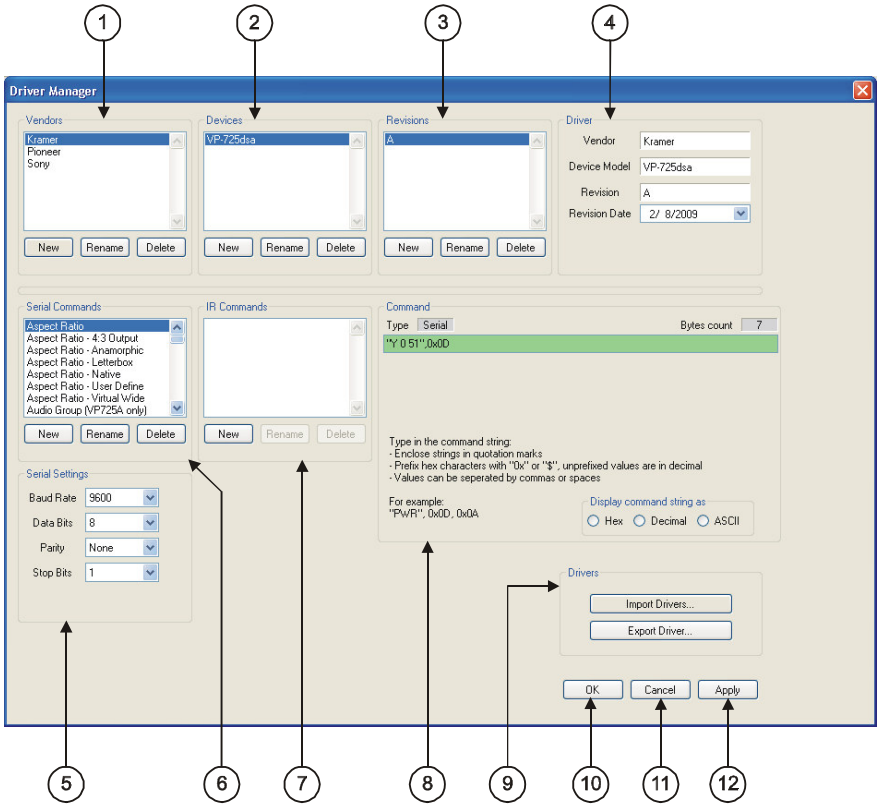 1 2 3 4
Driver Manager
Vendors
Kramer
Pioneer
Sony
New Rename Delete
Devices
VP-725dsa
New Rename Delete
Revisions
A
New Rename Delete
Driver
Vendor Kramer
Device Model VP-725dsa
Revision A
Revision Date 2/ 8/2009
Serial Commands
Aspect Ratio
Aspect Ratio - 4:3 Output
Aspect Ratio - Anamorphic
Aspect Ratio - Letterbox
Aspect Ratio - Native
Aspect Ratio - User Define
Aspect Ratio - Virtual Wide
Audio Group (VP725A only)
New Rename Delete
IR Commands
New Rename Delete
Command
Type Serial Bytes count 7
"Y 0 51",0x0D
Type in the command string:
- Enclose strings in quotation marks
- Prefix hex characters with "0x" or "$", unprefixed values are in decimal
- Values can be seperated by commas or spaces
For example:
"PWR", 0x0D, 0x0A
Display command string as
Hex Decimal ASCII
Serial Settings
Baud Rate 9600
Data Bits 8
Parity None
Stop Bits 1
Drivers
Import Drivers...
Export Driver...
OK Cancel Apply
5 6 7 8 9 10 11 12